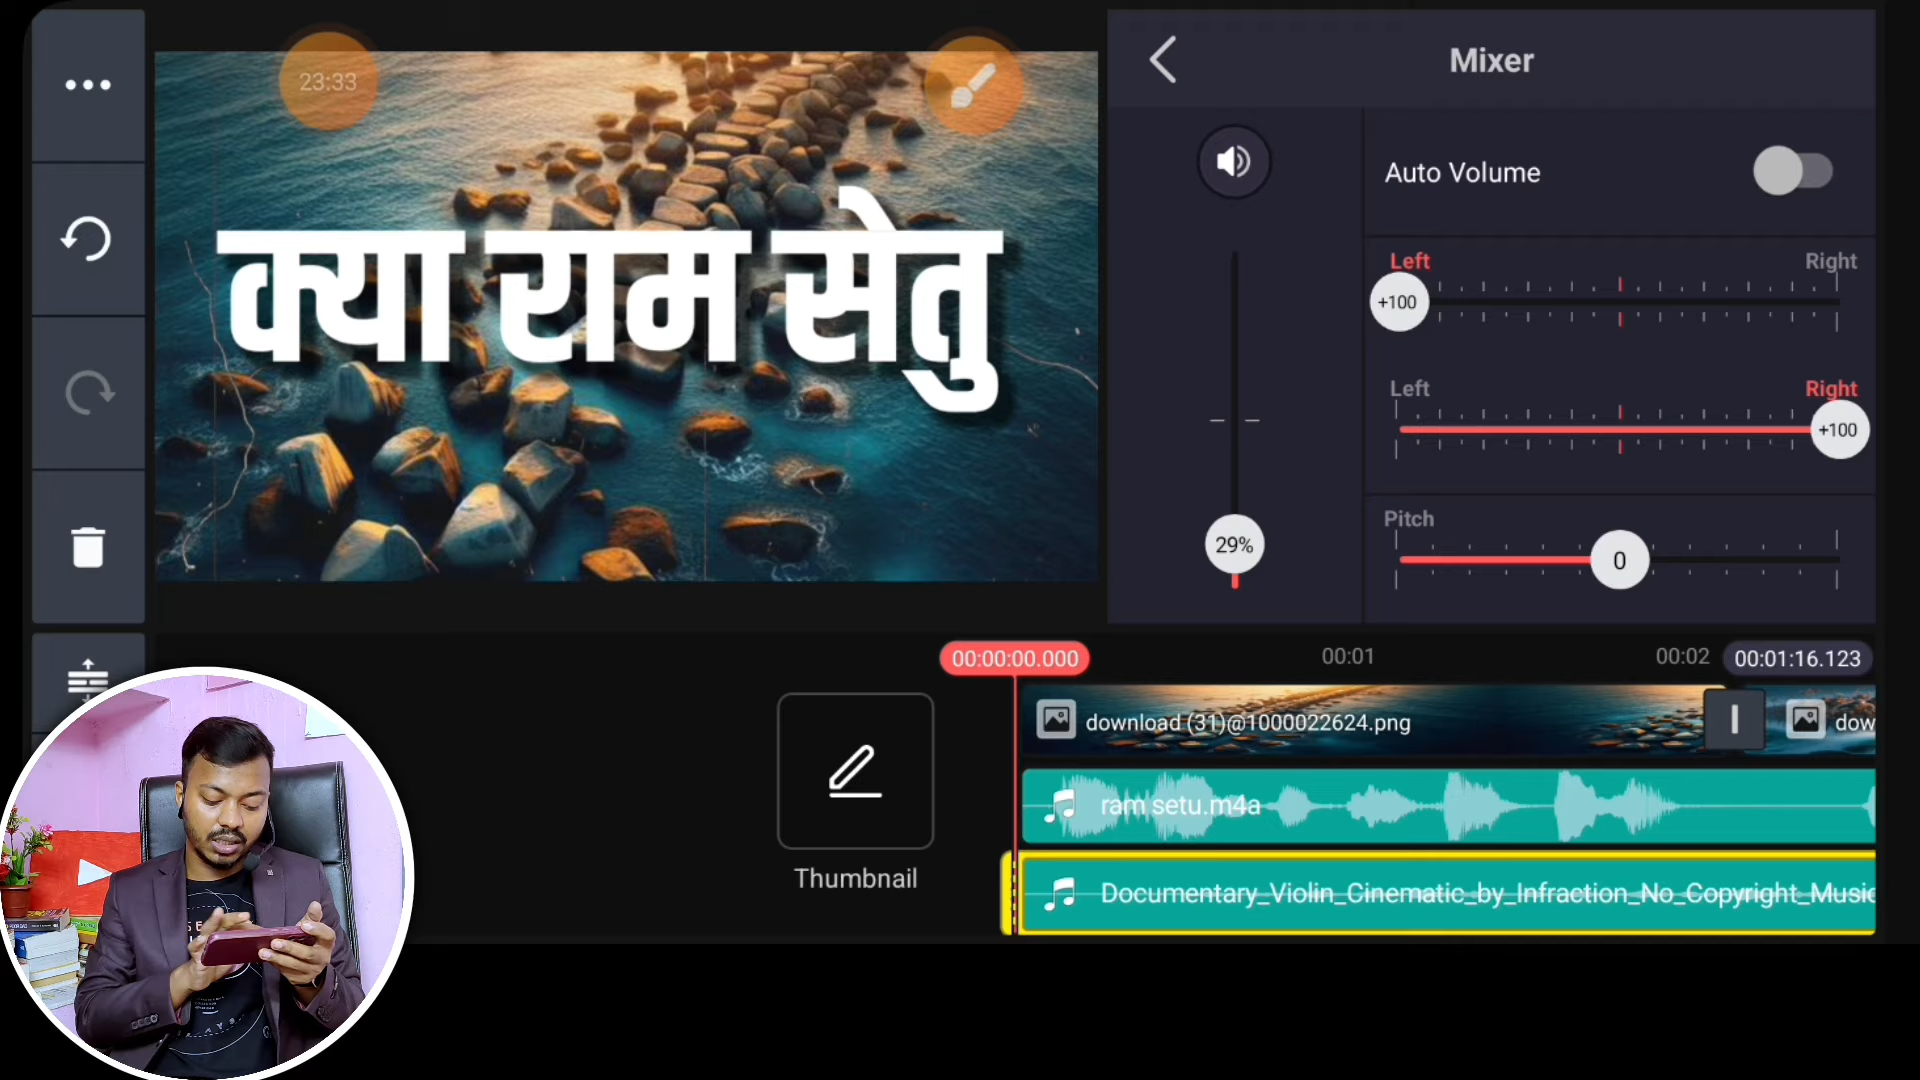 23:33
क्या राम सेतु
Mixer
Auto Volume
Left
Right
+100
Left
Right
+100
Pitch
29%
0
00:00:00.000
00:01
00:02
00:01:16.123
download (31)@1000022624.png
dow
ram setu.m4a
Thumbnail
Documentary_Violin_Cinematic_by_Infraction_No_Copyright_Music